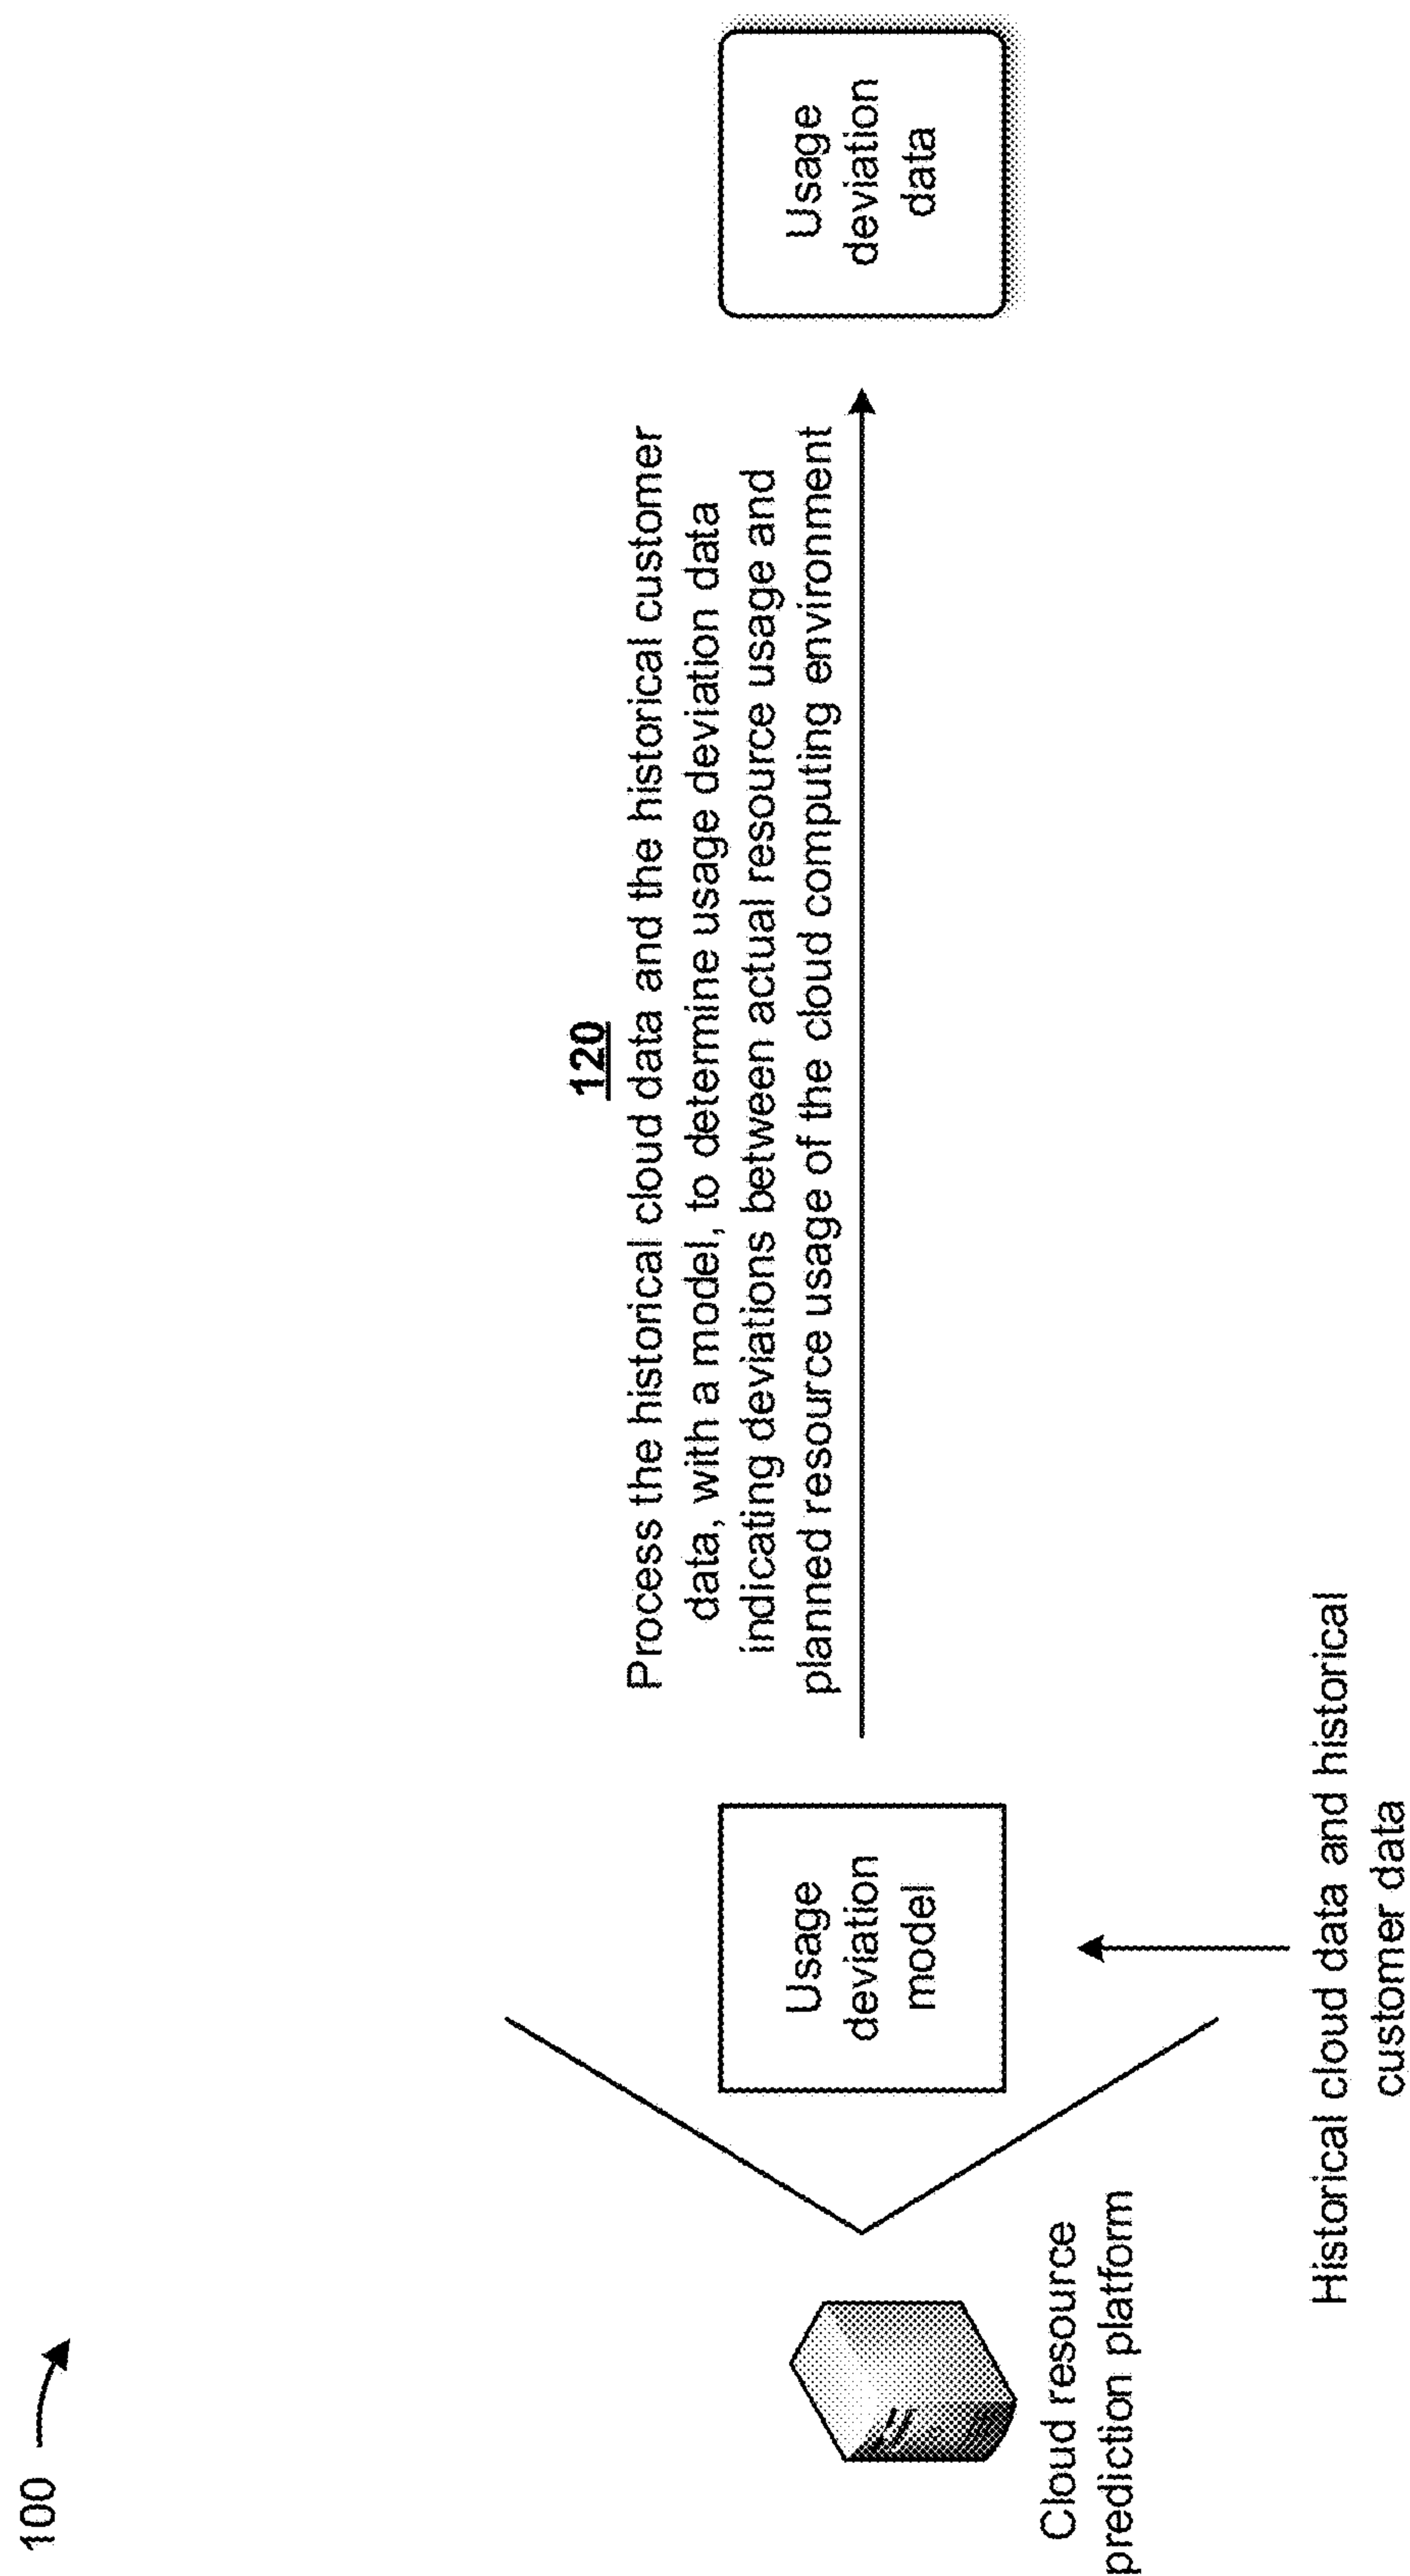 100
120
Process the historical cloud data and the historical customer
data, with a model, to determine usage deviation data
indicating deviations between actual resource usage and
planned resource usage of the cloud computing environment
Usage
deviation
model
Usage
deviation
data
Cloud resource
prediction platform
Historical cloud data and historical
customer data